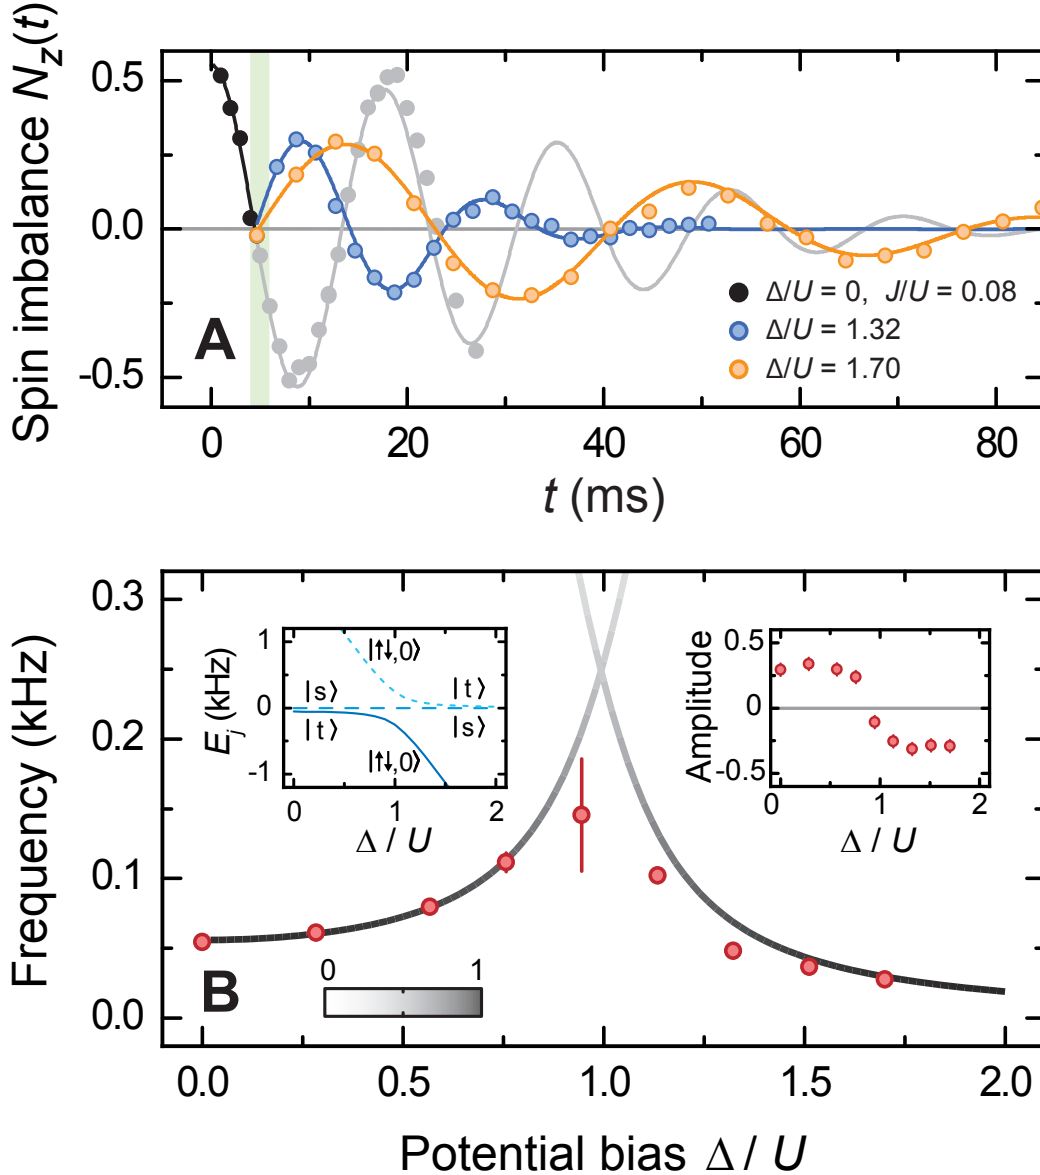 Spin imbalance Nz(t)
0.5
0.0
-0.5
A
Δ/U = 0, J/U = 0.08
Δ/U = 1.32
Δ/U = 1.70
0 20 40 60 80
t (ms)
Frequency (kHz)
0.3
0.2
0.1
0.0
Ej (kHz)
1
0
-1
|↑↓,0⟩
|s⟩ |t⟩
|t⟩ |s⟩
|↑↓,0⟩
0 1 2
Δ / U
Amplitude
0.5
0
-0.5
0 1 2
Δ / U
B
0 1
0.0 0.5 1.0 1.5 2.0
Potential bias Δ / U